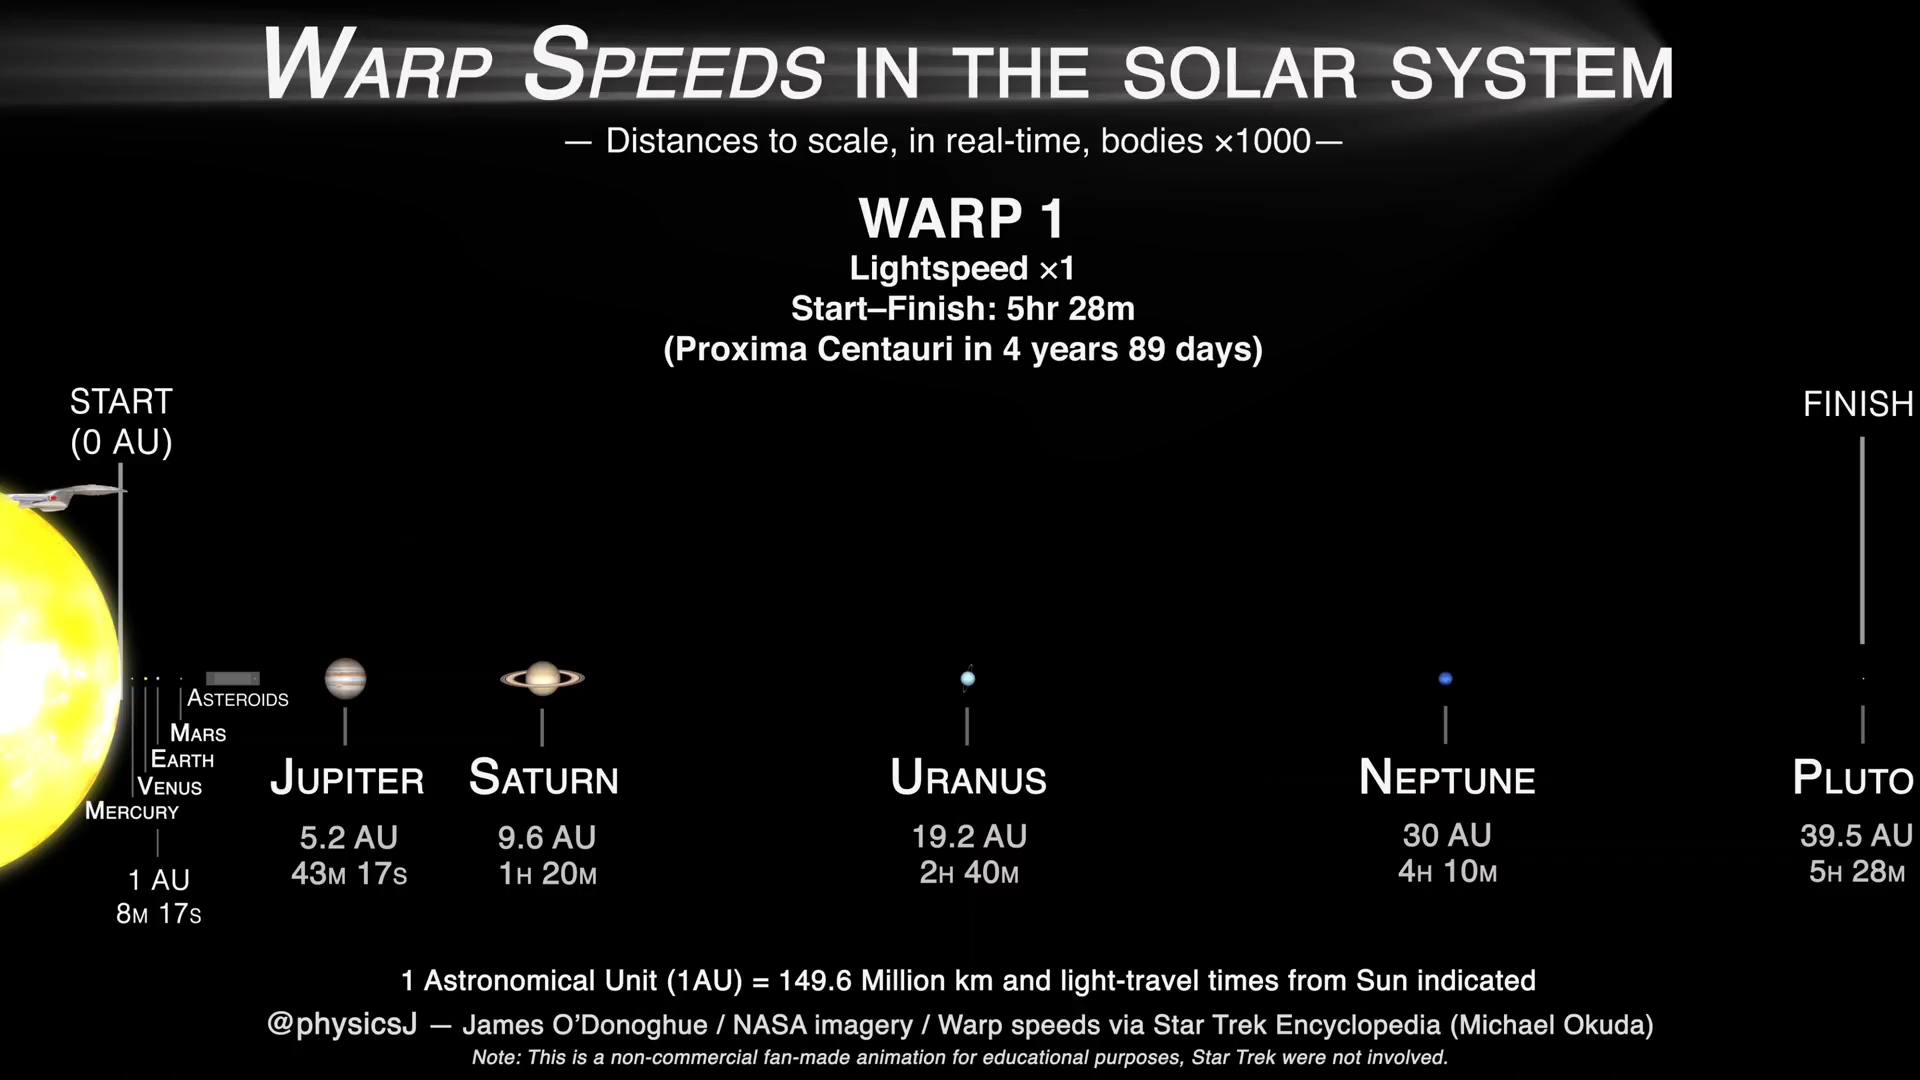 WARP SPEEDS IN THE SOLAR SYSTEM
— Distances to scale, in real-time, bodies ×1000—
WARP 1
Lightspeed ×1
Start–Finish: 5hr 28m
(Proxima Centauri in 4 years 89 days)
START
(0 AU)
FINISH
ASTEROIDS
MARS
EARTH
VENUS
MERCURY
1 AU
8M 17S
JUPITER
5.2 AU
43M 17S
SATURN
9.6 AU
1H 20M
URANUS
19.2 AU
2H 40M
NEPTUNE
30 AU
4H 10M
PLUTO
39.5 AU
5H 28M
1 Astronomical Unit (1AU) = 149.6 Million km and light-travel times from Sun indicated
@physicsJ — James O’Donoghue / NASA imagery / Warp speeds via Star Trek Encyclopedia (Michael Okuda)
Note: This is a non-commercial fan-made animation for educational purposes, Star Trek were not involved.